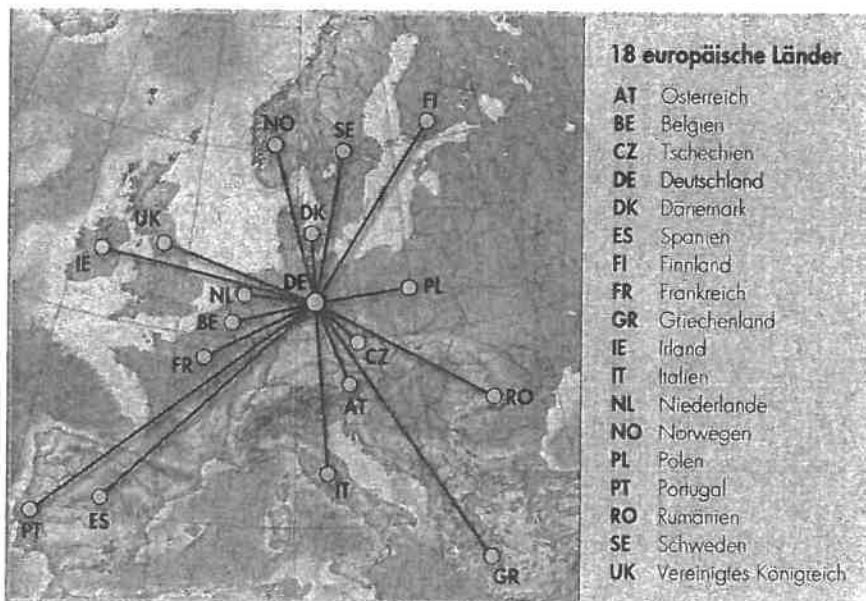 FI
NO
SE
UK
DK
IE
DE
NL
PL
BE
FR
CZ
AT
RO
IT
PT
ES
GR
18 europäische Länder
AT Österreich
BE Belgien
CZ Tschechien
DE Deutschland
DK Dänemark
ES Spanien
FI Finnland
FR Frankreich
GR Griechenland
IE Irland
IT Italien
NL Niederlande
NO Norwegen
PL Polen
PT Portugal
RO Rumänien
SE Schweden
UK Vereinigtes Königreich